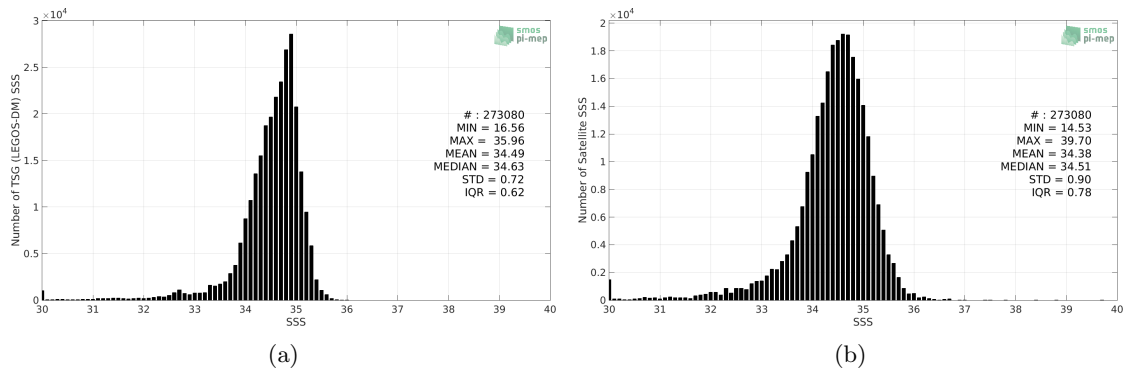 3 ×10⁴
2.5
2
1.5
1
0.5
0
Number of TSG (LEGOS-DM) SSS
30 31 32 33 34 35 36 37 38 39 40
SSS
smos
pi-mep
# : 273080
MIN = 16.56
MAX = 35.96
MEAN = 34.49
MEDIAN = 34.63
STD = 0.72
IQR = 0.62
(a)
2 ×10⁴
1.8
1.6
1.4
1.2
1
0.8
0.6
0.4
0.2
0
Number of Satellite SSS
30 31 32 33 34 35 36 37 38 39 40
SSS
smos
pi-mep
# : 273080
MIN = 14.53
MAX = 39.70
MEAN = 34.38
MEDIAN = 34.51
STD = 0.90
IQR = 0.78
(b)